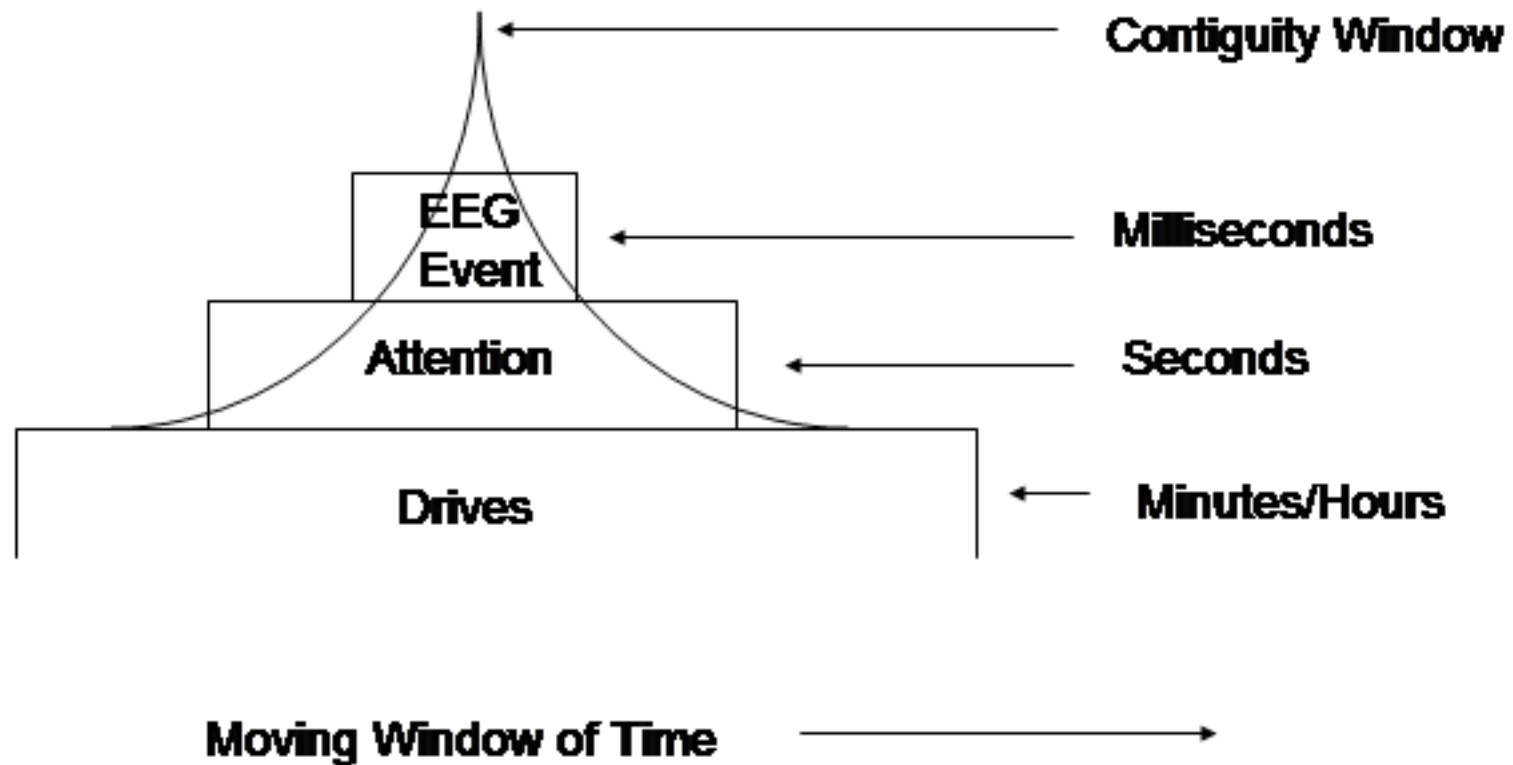 Contiguity Window
EEG
Event
Milliseconds
Attention
Seconds
Drives
Minutes/Hours
Moving Window of Time